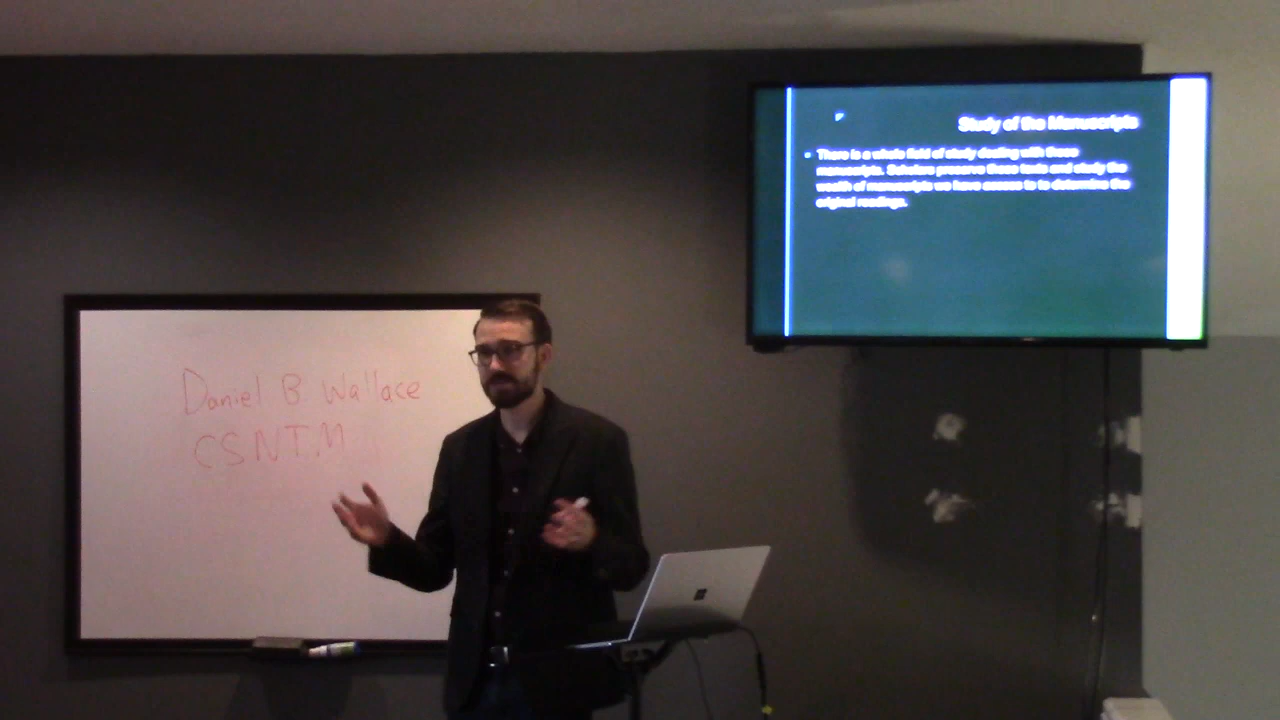 Daniel B. Wallace
CSNTM
Study of the Manuscripts
There is a whole field of study dealing with these
manuscripts. Scholars preserve these texts and study the
wealth of manuscripts we have access to to determine the
original readings.